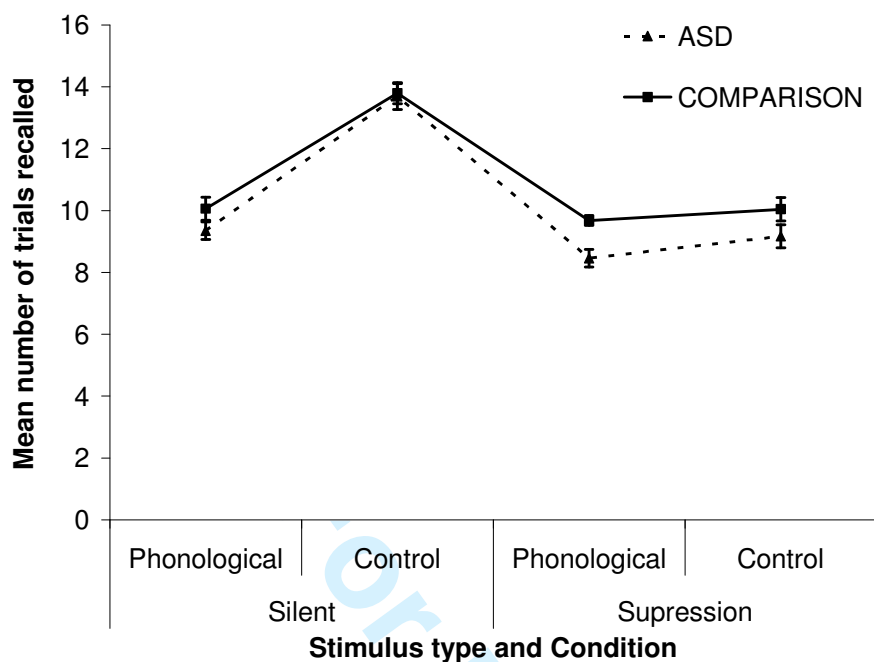 16
14
12
10
8
6
4
2
0
Mean number of trials recalled
ASD
COMPARISON
Phonological Control Phonological Control
Silent Supression
Stimulus type and Condition
or